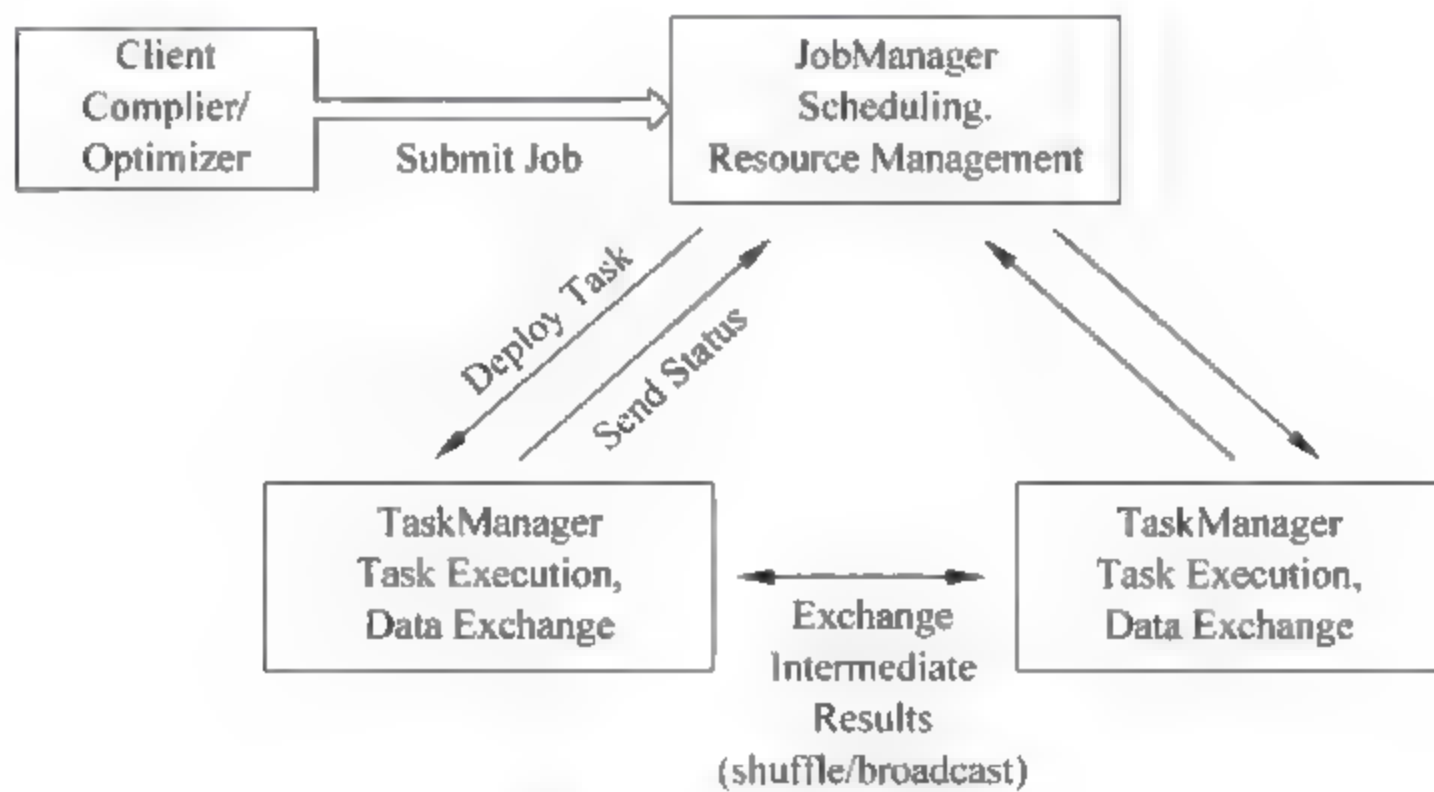 Client
Complier/
Optimizer
Submit Job
JobManager
Scheduling.
Resource Management
Deploy Task
Send Status
TaskManager
Task Execution,
Data Exchange
Exchange
Intermediate
Results
(shuffle/broadcast)
TaskManager
Task Execution,
Data Exchange